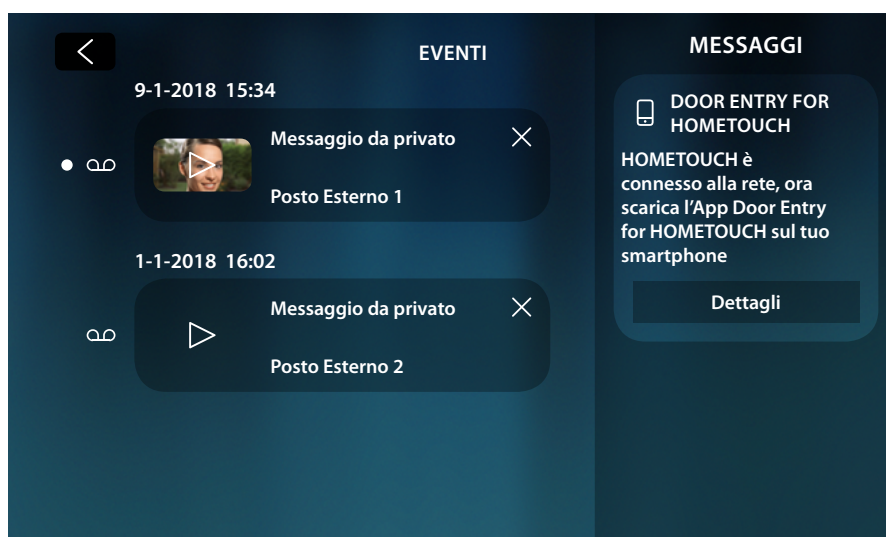 EVENTI
9-1-2018 15:34
Messaggio da privato
Posto Esterno 1
1-1-2018 16:02
Messaggio da privato
Posto Esterno 2
MESSAGGI
DOOR ENTRY FOR
HOMETOUCH
HOMETOUCH è
connesso alla rete, ora
scarica l’App Door Entry
for HOMETOUCH sul tuo
smartphone
Dettagli